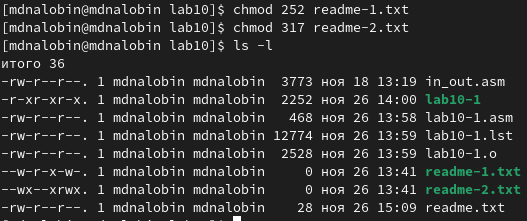 [mdnalobin@mdnalobin lab10]$ chmod 252 readme-1.txt
[mdnalobin@mdnalobin lab10]$ chmod 317 readme-2.txt
[mdnalobin@mdnalobin lab10]$ ls -l
итого 36
-rw-r--r--. 1 mdnalobin mdnalobin  3773 ноя 18 13:19 in_out.asm
-r-xr-xr-x. 1 mdnalobin mdnalobin  2252 ноя 26 14:00 lab10-1
-rw-r--r--. 1 mdnalobin mdnalobin   468 ноя 26 13:58 lab10-1.asm
-rw-r--r--. 1 mdnalobin mdnalobin 12774 ноя 26 13:59 lab10-1.lst
-rw-r--r--. 1 mdnalobin mdnalobin  2528 ноя 26 13:59 lab10-1.o
--w-r-x-w-. 1 mdnalobin mdnalobin     0 ноя 26 13:41 readme-1.txt
--wx--xrwx. 1 mdnalobin mdnalobin     0 ноя 26 13:41 readme-2.txt
-rw-r--r--. 1 mdnalobin mdnalobin    28 ноя 26 15:09 readme.txt